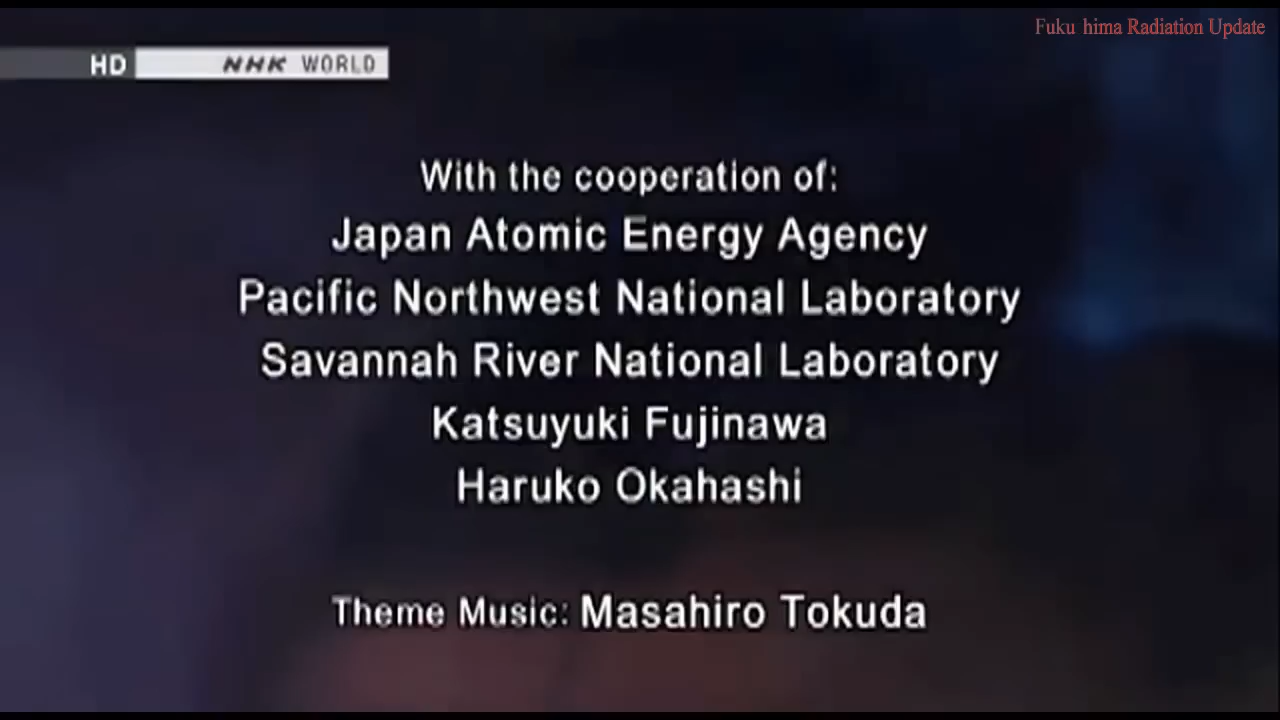 Fuku hima Radiation Update
HD NHK WORLD
With the cooperation of:
Japan Atomic Energy Agency
Pacific Northwest National Laboratory
Savannah River National Laboratory
Katsuyuki Fujinawa
Haruko Okahashi
Theme Music: Masahiro Tokuda